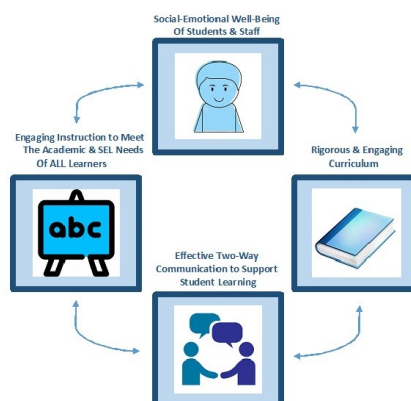 Social-Emotional Well-Being
Of Students & Staff
Engaging Instruction to Meet
The Academic & SEL Needs
Of ALL Learners
Rigorous & Engaging
Curriculum
abc
Effective Two-Way
Communication to Support
Student Learning